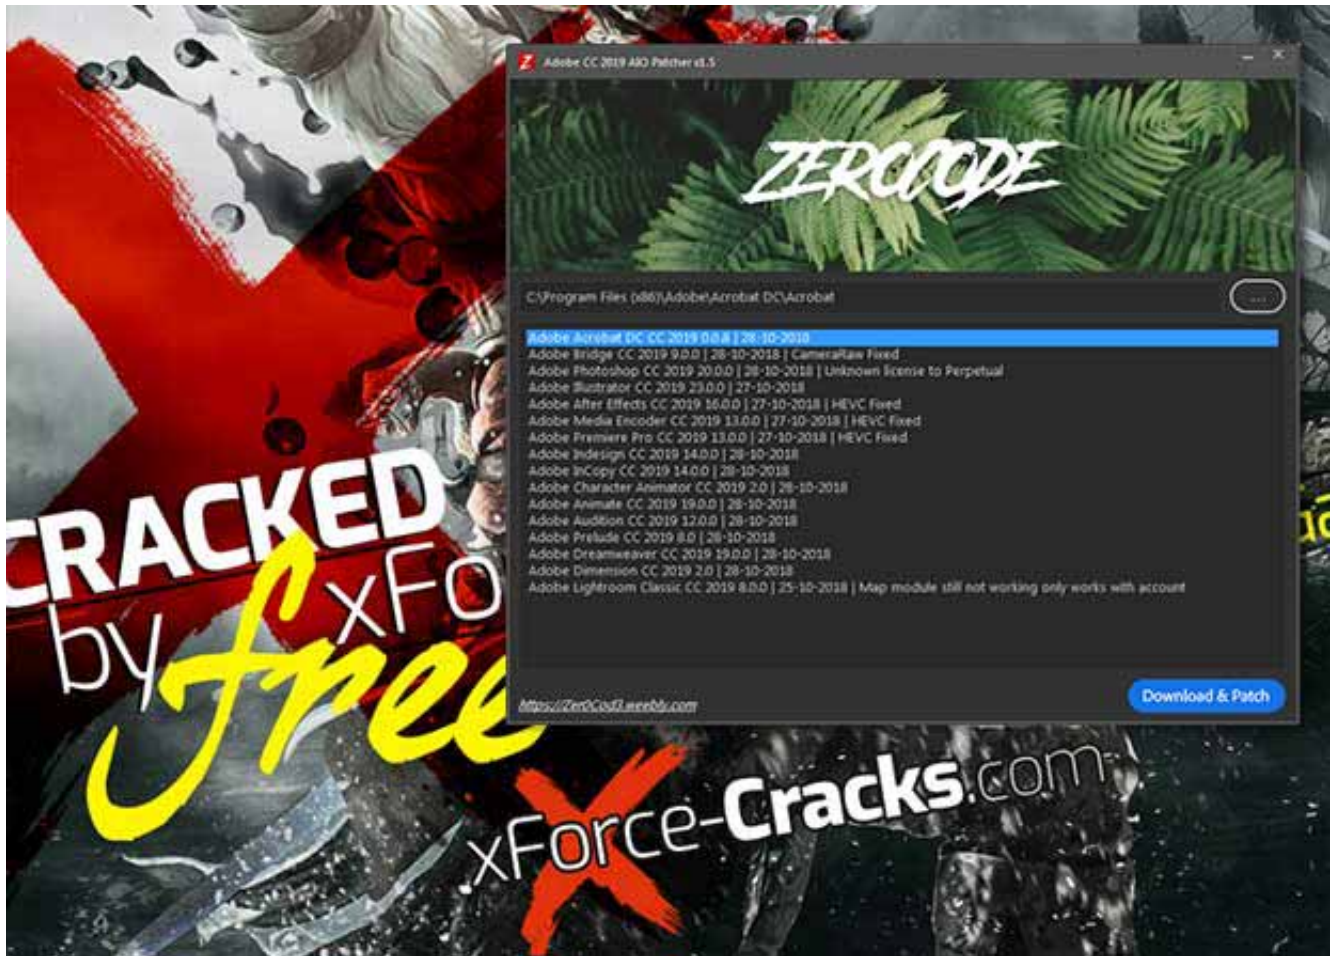 Adobe CC 2019 AIO Patcher v1.5
ZEROCODE
C:\Program Files (x86)\Adobe\Acrobat DC\Acrobat
...
Adobe Acrobat DC CC 2019 0.0.8 | 28-10-2018
Adobe Bridge CC 2019 9.0.0 | 28-10-2018 | CameraRaw Fixed
Adobe Photoshop CC 2019 20.0.0 | 28-10-2018 | Unknown license to Perpetual
Adobe Illustrator CC 2019 23.0.0 | 27-10-2018
Adobe After Effects CC 2019 16.0.0 | 27-10-2018 | HEVC Fixed
Adobe Media Encoder CC 2019 13.0.0 | 27-10-2018 | HEVC Fixed
Adobe Premiere Pro CC 2019 13.0.0 | 27-10-2018 | HEVC Fixed
Adobe Indesign CC 2019 14.0.0 | 28-10-2018
Adobe InCopy CC 2019 14.0.0 | 28-10-2018
Adobe Character Animator CC 2019 2.0 | 28-10-2018
Adobe Animate CC 2019 19.0.0 | 28-10-2018
Adobe Audition CC 2019 12.0.0 | 28-10-2018
Adobe Prelude CC 2019 8.0 | 28-10-2018
Adobe Dreamweaver CC 2019 19.0.0 | 28-10-2018
Adobe Dimension CC 2019 2.0 | 28-10-2018
Adobe Lightroom Classic CC 2019 8.0.0 | 25-10-2018 | Map module still not working only works with account
https://Zer0Cod3.weebly.com
Download & Patch
CRACKED
by xFo
free
xForce-Cracks.com